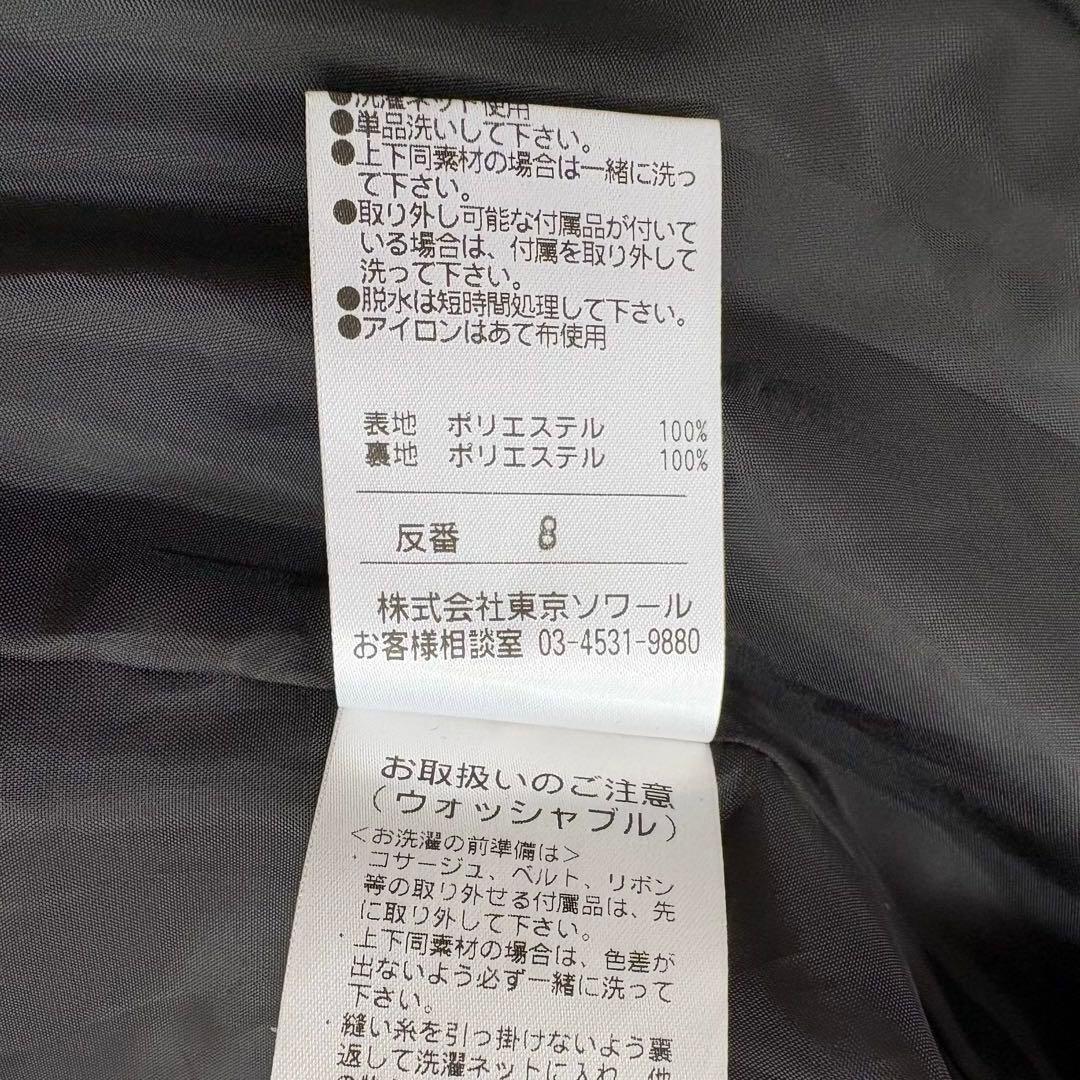 ●洗濯ネット使用
●単品洗いして下さい。
●上下同素材の場合は一緒に洗っ
て下さい。
●取り外し可能な付属品が付いて
いる場合は、付属を取り外して
洗って下さい。
●脱水は短時間処理して下さい。
●アイロンはあて布使用
表地 ポリエステル 100%
裏地 ポリエステル 100%
反番 8
株式会社東京ソワール
お客様相談室 03-4531-9880
お取扱いのご注意
(ウォッシャブル)
<お洗濯の前準備は>
・コサージュ、ベルト、リボン
等の取り外せる付属品は、先
に取り外して下さい。
・上下同素材の場合は、色差が
出ないよう必ず一緒に洗って
下さい。
・縫い糸を引っ掛けないよう裏
返して洗濯ネットに入れ、他